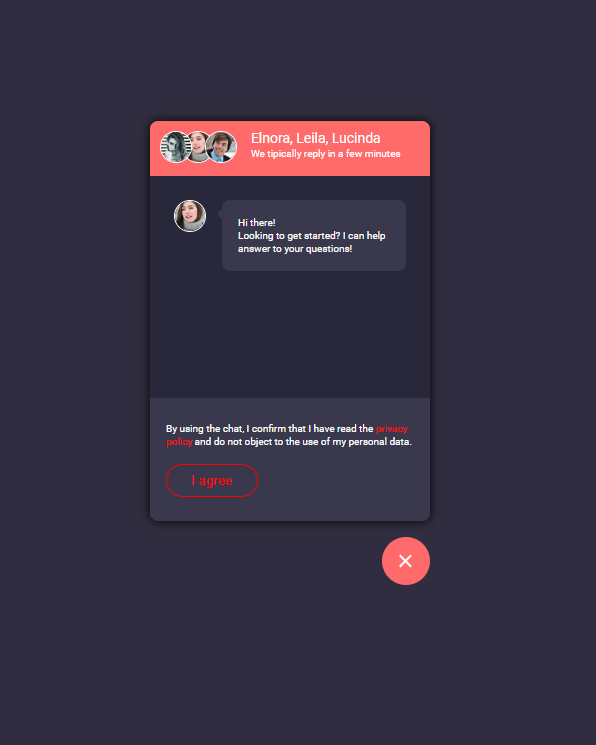 Elnora, Leila, Lucinda
We tipically reply in a few minutes
Hi there!
Looking to get started? I can help
answer to your questions!
By using the chat, I confirm that I have read the privacy
policy and do not object to the use of my personal data.
I agree